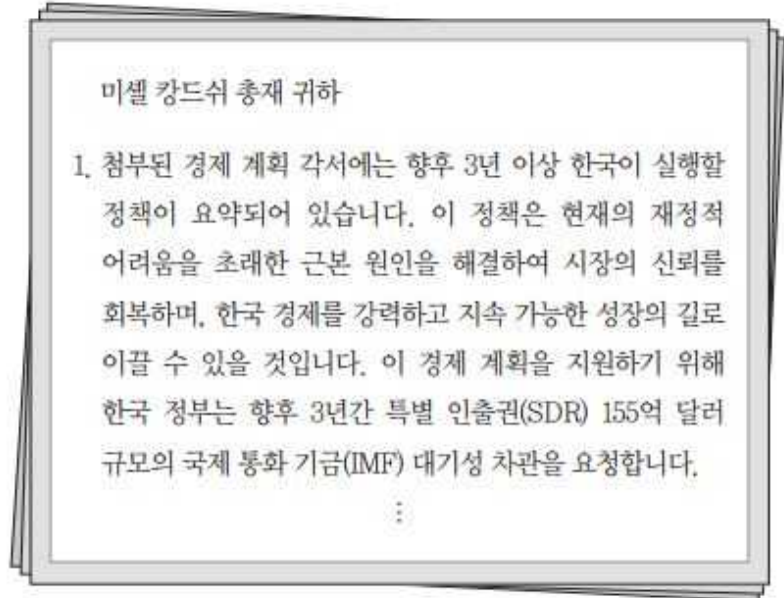 미셸 캉드쉬 총재 귀하
1. 첨부된 경제 계획 각서에는 향후 3년 이상 한국이 실행할
정책이 요약되어 있습니다. 이 정책은 현재의 재정적
어려움을 초래한 근본 원인을 해결하여 시장의 신뢰를
회복하며, 한국 경제를 강력하고 지속 가능한 성장의 길로
이끌 수 있을 것입니다. 이 경제 계획을 지원하기 위해
한국 정부는 향후 3년간 특별 인출권(SDR) 155억 달러
규모의 국제 통화 기금(IMF) 대기성 차관을 요청합니다.
⋮